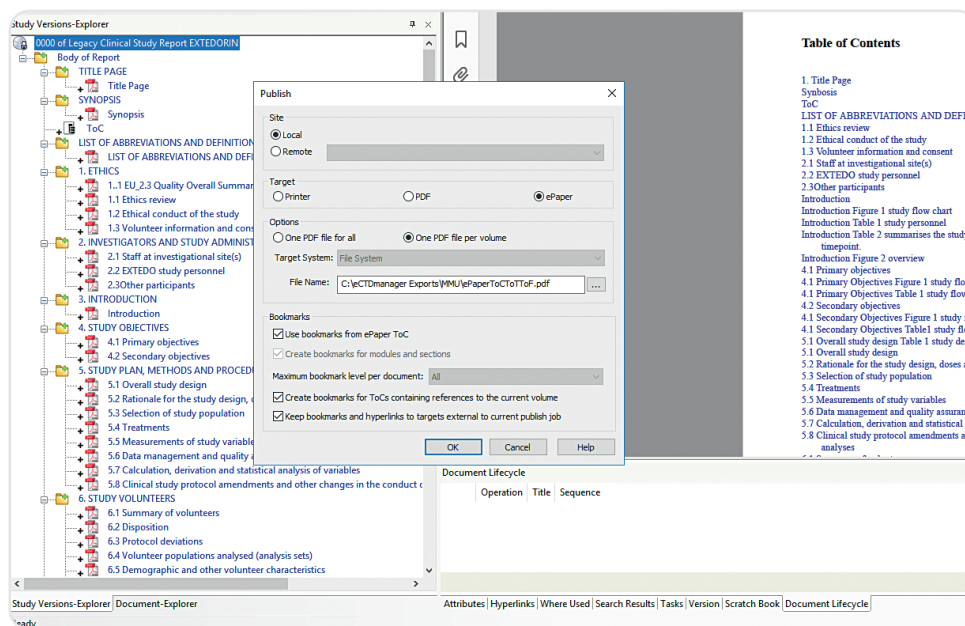 Study Versions-Explorer
0000 of Legacy Clinical Study Report EXTEDORIN
Body of Report
TITLE PAGE
Title Page
SYNOPSIS
Synopsis
ToC
LIST OF ABBREVIATIONS AND DEFINITION
LIST OF ABBREVIATIONS AND DEFI
1. ETHICS
1..1 EU_2.3 Quality Overall Summar
1.1 Ethics review
1.2 Ethical conduct of the study
1.3 Volunteer information and cons
2. INVESTIGATORS AND STUDY ADMINIST
2.1 Staff at investigational site(s)
2.2 EXTEDO study personnel
2.3Other participants
3. INTRODUCTION
Introduction
4. STUDY OBJECTIVES
4.1 Primary objectives
4.2 Secondary objectives
5. STUDY PLAN, METHODS AND PROCEDU
5.1 Overall study design
5.2 Rationale for the study design,
5.3 Selection of study population
5.4 Treatments
5.5 Measurements of study variable
5.6 Data management and quality
5.7 Calculation, derivation and statistical analysis of variables
5.8 Clinical study protocol amendments and other changes in the conduct
6. STUDY VOLUNTEERS
6.1 Summary of volunteers
6.2 Disposition
6.3 Protocol deviations
6.4 Volunteer populations analysed (analysis sets)
6.5 Demographic and other volunteer characteristics
Study Versions-Explorer Document-Explorer
Publish
Site
Local
Remote
Target
Printer PDF ePaper
Options
One PDF file for all One PDF file per volume
Target System: File System
File Name: C:\eCTDmanager Exports\MMU\ePaperToCToTToF.pdf ...
Bookmarks
Use bookmarks from ePaper ToC
Create bookmarks for modules and sections
Maximum bookmark level per document: All
Create bookmarks for ToCs containing references to the current volume
Keep bookmarks and hyperlinks to targets external to current publish job
OK Cancel Help
Table of Contents
1. Title Page
Synbosis
ToC
LIST OF ABBREVIATIONS AND DEFI
1.1 Ethics review
1.2 Ethical conduct of the study
1.3 Volunteer information and consent
2.1 Staff at investigational site(s)
2.2 EXTEDO study personnel
2.3Other participants
Introduction
Introduction Figure 1 study flow chart
Introduction Table 1 study personnel
Introduction Table 2 summarises the study
timepoint.
Introduction Figure 2 overview
4.1 Primary objectives
4.1 Primary Objectives Figure 1 study flo
4.1 Primary Objectives Table 1 study flow
4.2 Secondary objectives
4.1 Secondary Objectives Figure 1 study
4.1 Secondary Objectives Table1 study fl
5.1 Overall study design Table 1 study de
5.1 Overall study design
5.2 Rationale for the study design, doses
5.3 Selection of study population
5.4 Treatments
5.5 Measurements of study variables
5.6 Data management and quality assuran
5.7 Calculation, derivation and statistical
5.8 Clinical study protocol amendments a
analyses
Document Lifecycle
Operation Title Sequence
Attributes Hyperlinks Where Used Search Results Tasks Version Scratch Book Document Lifecycle